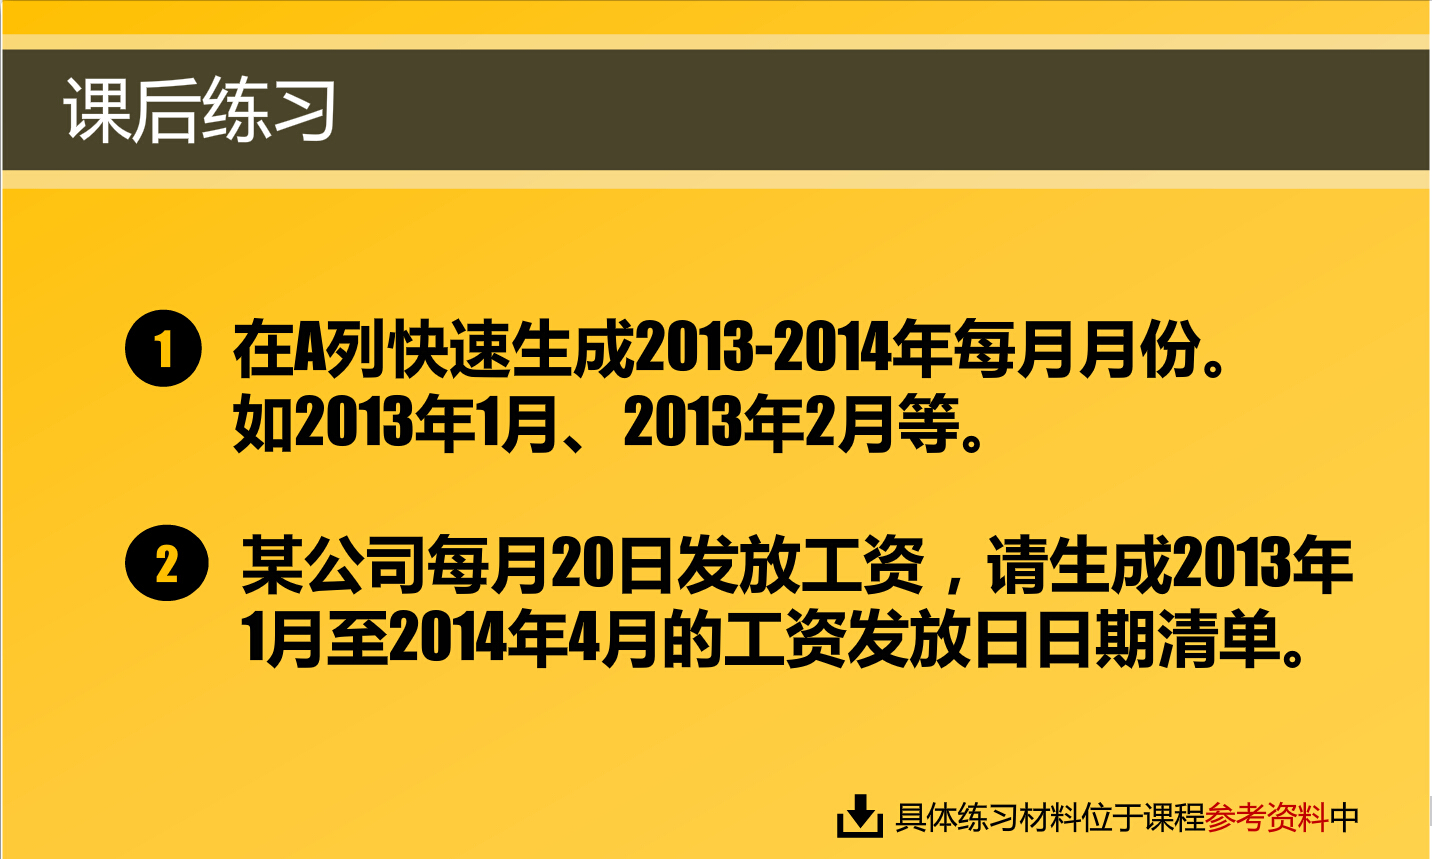 课后练习
1 在A列快速生成2013-2014年每月月份。
如2013年1月、2013年2月等。
2 某公司每月20日发放工资，请生成2013年
1月至2014年4月的工资发放日日期清单。
具体练习材料位于课程参考资料中